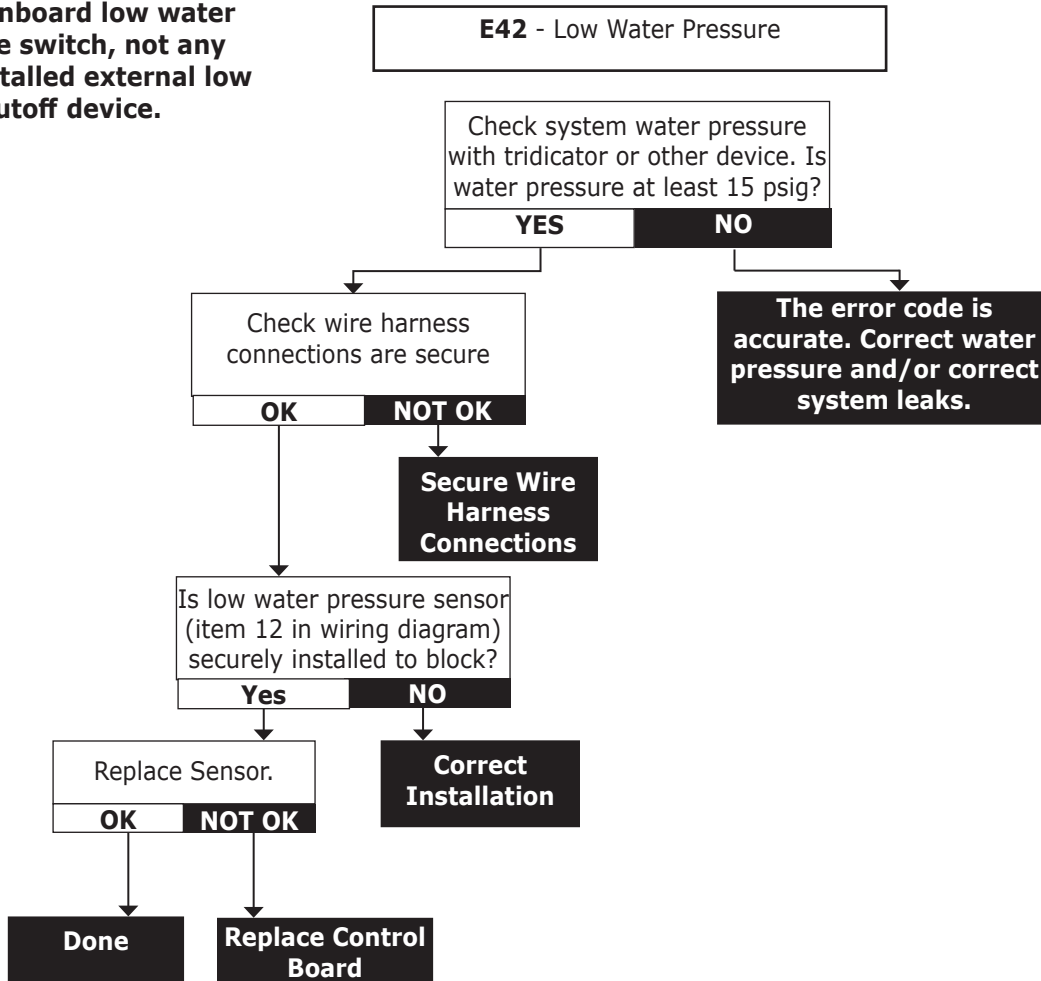 nboard low water
e switch, not any
talled external low
utoff device.
E42 - Low Water Pressure
Check system water pressure
with tridicator or other device. Is
water pressure at least 15 psig?
YES NO
The error code is
accurate. Correct water
pressure and/or correct
system leaks.
Check wire harness
connections are secure
OK NOT OK
Secure Wire
Harness
Connections
Is low water pressure sensor
(item 12 in wiring diagram)
securely installed to block?
Yes NO
Correct
Installation
Replace Sensor.
OK NOT OK
Done
Replace Control
Board